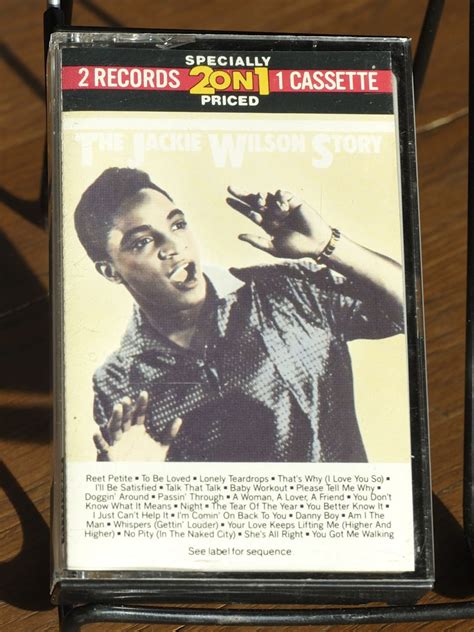 SPECIALLY
2 RECORDS 2ON1 1 CASSETTE
PRICED
THE JACKIE WILSON STORY
Reet Petite ▪ To Be Loved ▪ Lonely Teardrops ▪ That's Why (I Love You So) ▪
I'll Be Satisfied ▪ Talk That Talk ▪ Baby Workout ▪ Please Tell Me Why ▪
Doggin' Around ▪ Passin' Through ▪ A Woman, A Lover, A Friend ▪ You Don't
Know What It Means ▪ Night ▪ The Tear Of The Year ▪ You Better Know It ▪
I Just Can't Help It ▪ I'm Comin' On Back To You ▪ Danny Boy ▪ Am I The
Man ▪ Whispers (Gettin' Louder) ▪ Your Love Keeps Lifting Me (Higher And
Higher) ▪ No Pity (In The Naked City) ▪ She's All Right ▪ You Got Me Walking
See label for sequence